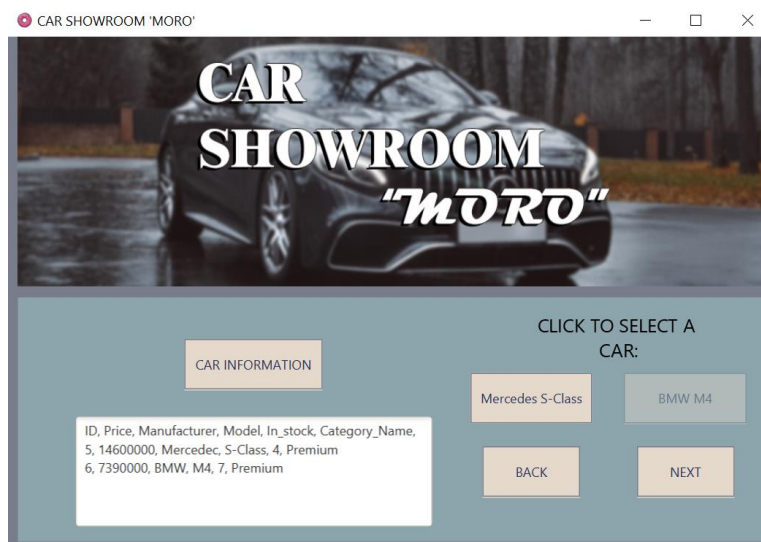 CAR SHOWROOM 'MORO'
CAR
SHOWROOM
"MORO"
CAR INFORMATION
ID, Price, Manufacturer, Model, In_stock, Category_Name,
5, 14600000, Mercedec, S-Class, 4, Premium
6, 7390000, BMW, M4, 7, Premium
CLICK TO SELECT A
CAR:
Mercedes S-Class
BMW M4
BACK
NEXT